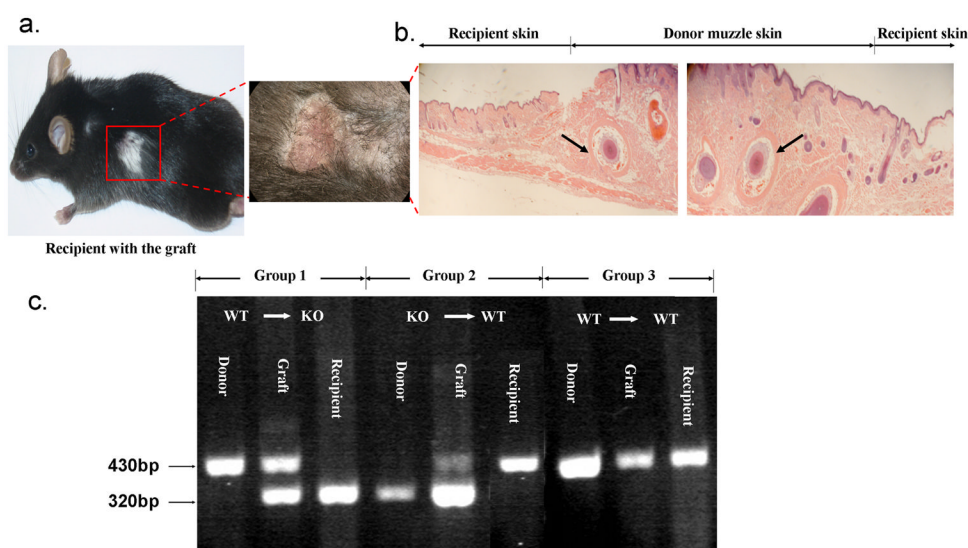 a.
Recipient with the graft
b.
Recipient skin
Donor muzzle skin
Recipient skin
c.
Group 1
Group 2
Group 3
WT
KO
KO
WT
WT
WT
Donor
Graft
Recipient
Donor
Graft
Recipient
Donor
Graft
Recipient
430bp
320bp